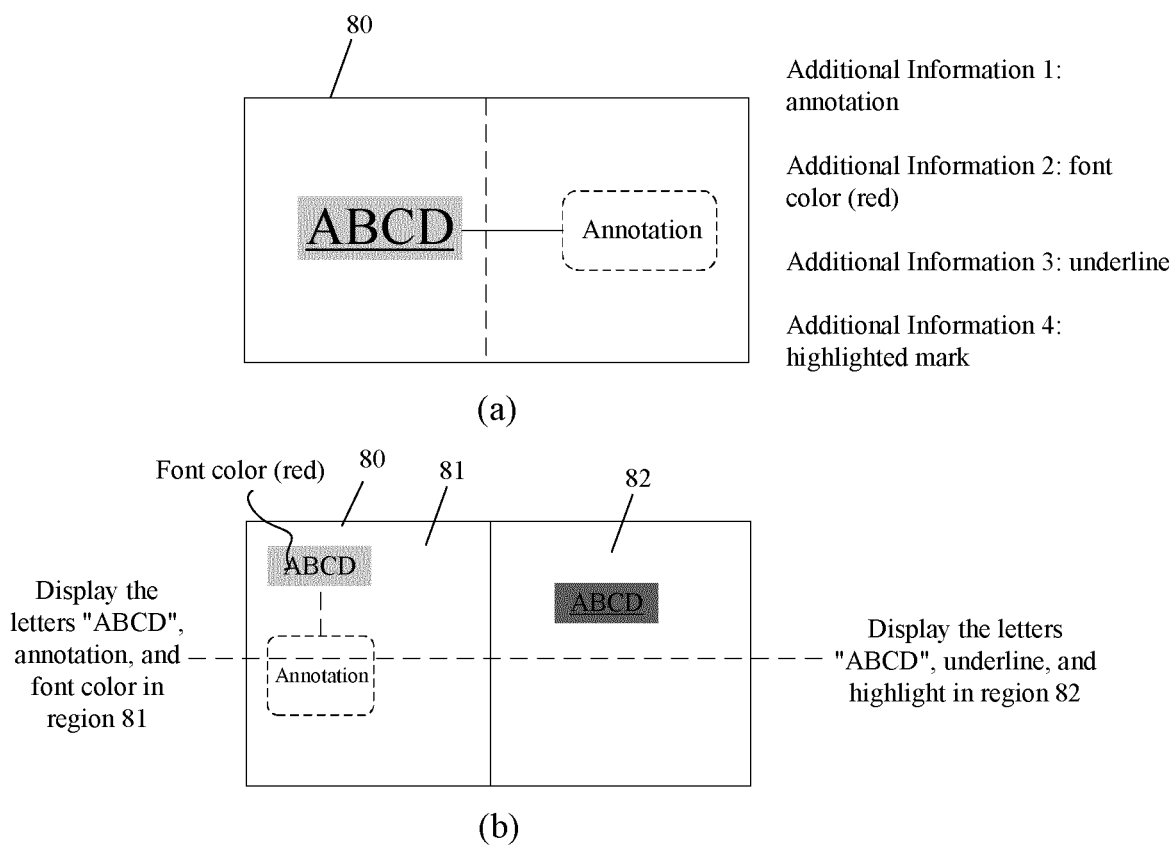 80
Additional Information 1:
annotation
Additional Information 2: font
color (red)
ABCD
Annotation
Additional Information 3: underline
Additional Information 4:
highlighted mark
(a)
Font color (red)
80
81
82
ABCD
ABCD
Display the
letters "ABCD",
annotation, and
font color in
region 81
Annotation
Display the letters
"ABCD", underline, and
highlight in region 82
(b)